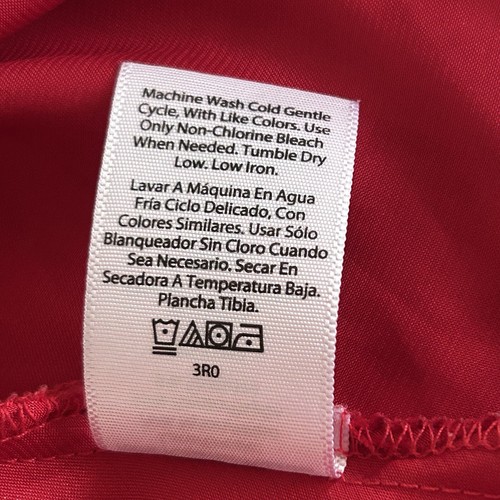 Machine Wash Cold Gentle
Cycle, With Like Colors. Use
Only Non-Chlorine Bleach
When Needed. Tumble Dry
Low. Low Iron.
Lavar A Máquina En Agua
Fría Ciclo Delicado, Con
Colores Similares. Usar Sólo
Blanqueador Sin Cloro Cuando
Sea Necesario. Secar En
Secadora A Temperatura Baja.
Plancha Tibia.
3R0